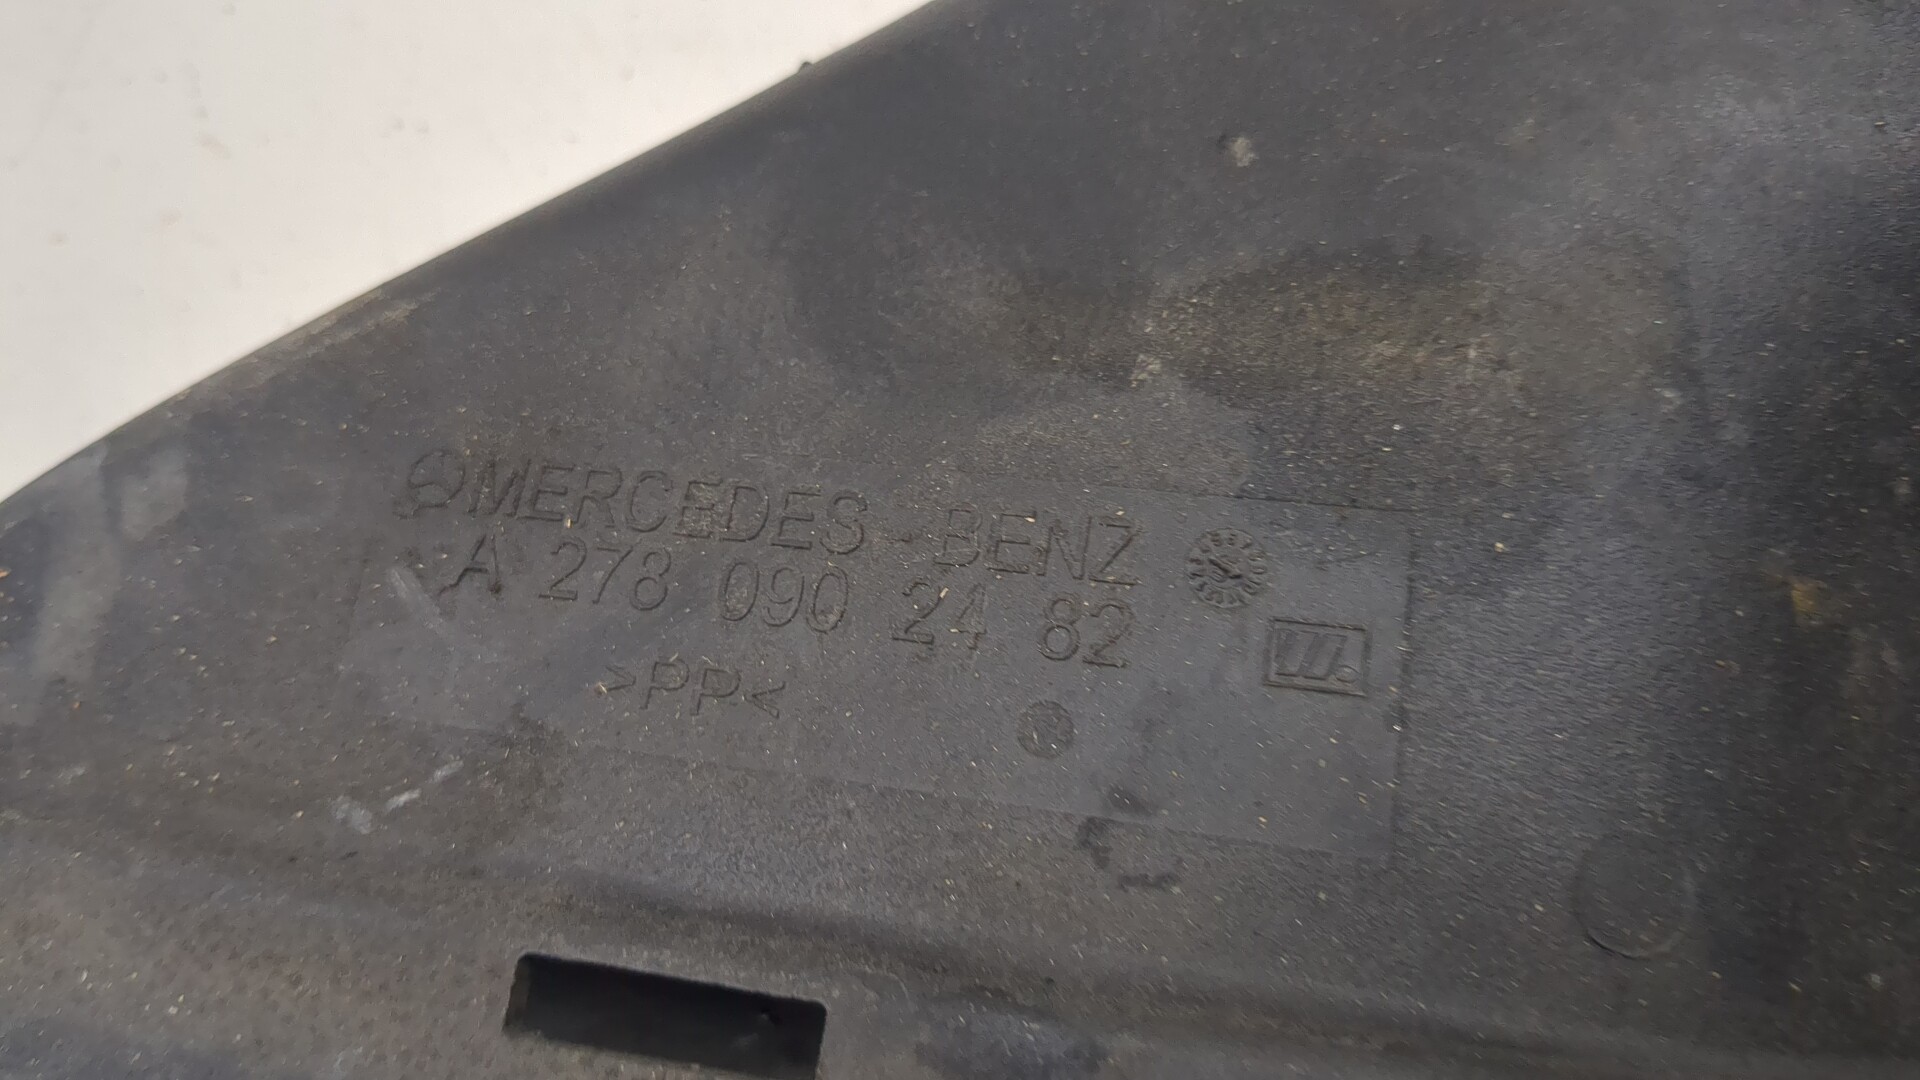 MERCEDES-BENZ
A 278 090 24 82
>PP<